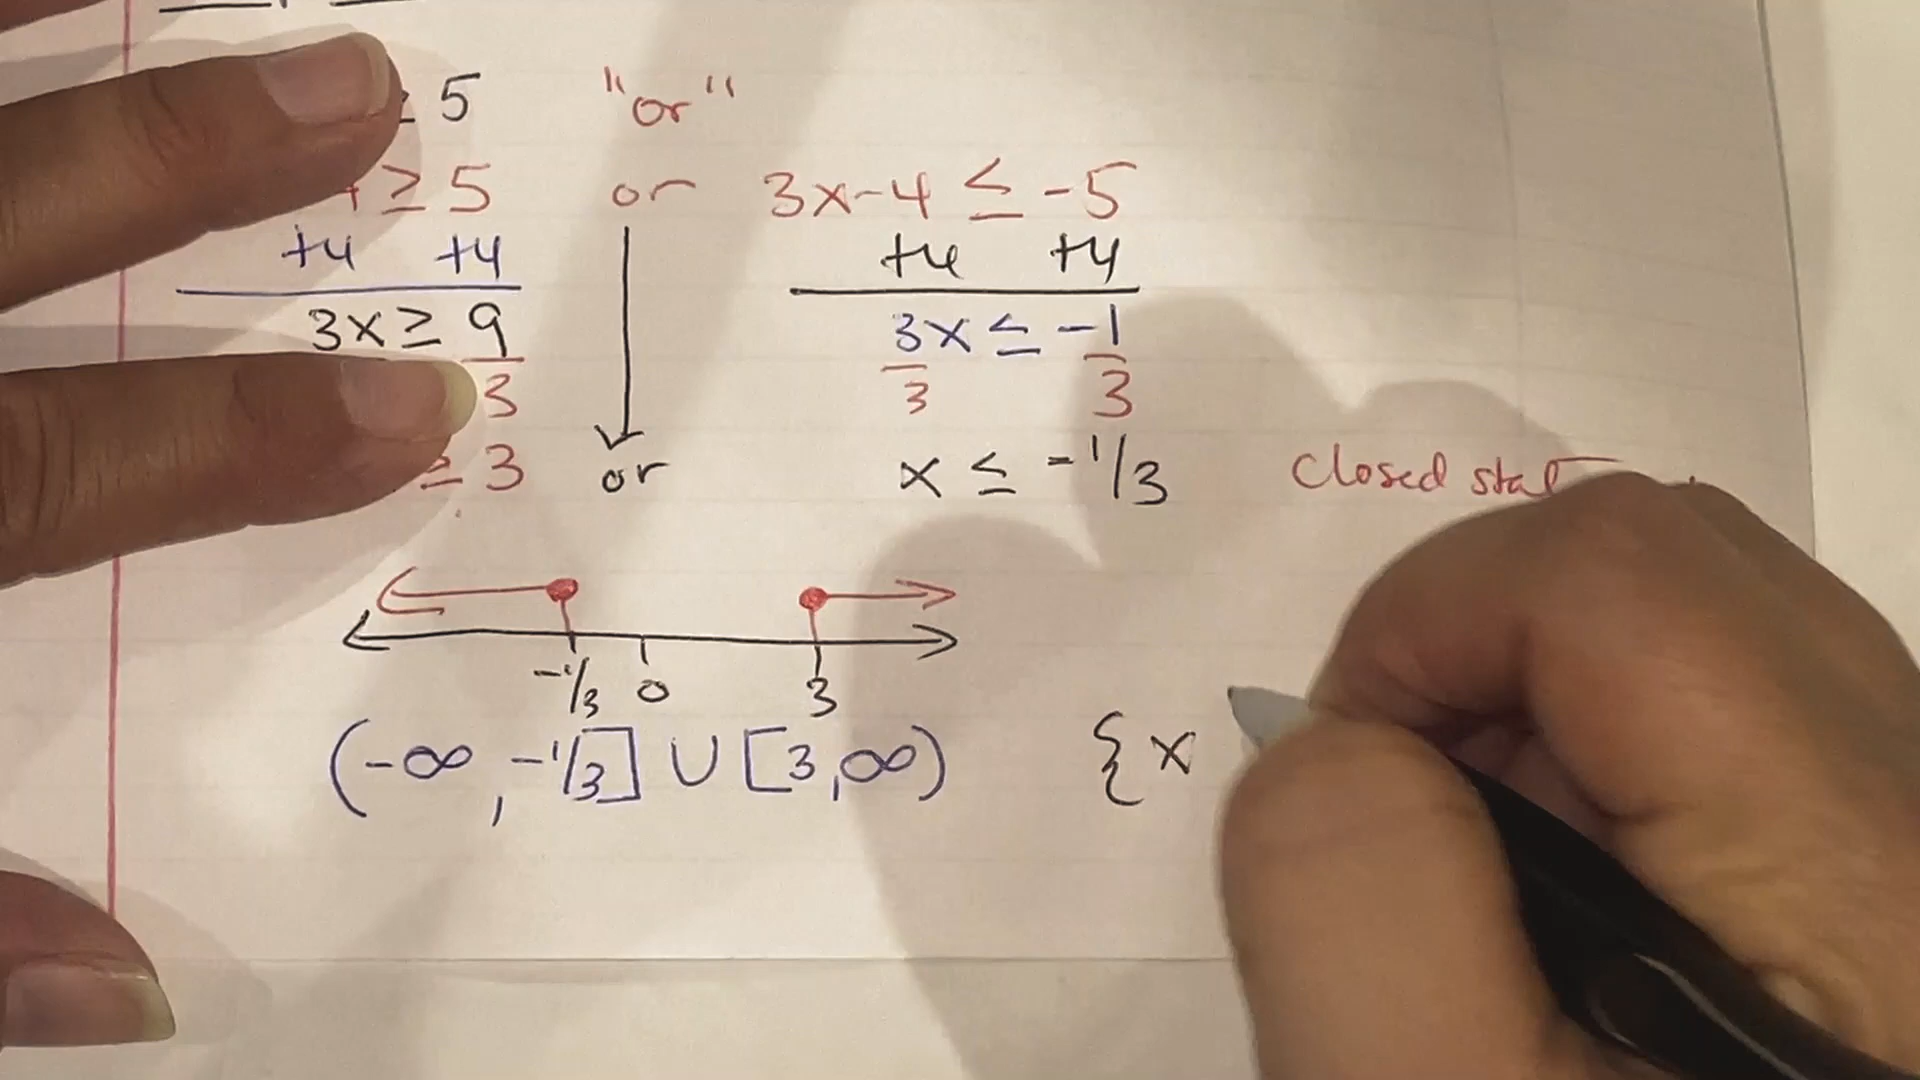 ≥ 5 "or"
4 ≥ 5 or 3x-4 ≤ -5
+4 +4 +4 +4
3x ≥ 9 3x ≤ -1
3 3 3
≥ 3 or x ≤ -1/3 Closed
-1/3 0 3
(-∞, -1/3] ∪ [3, ∞) {x